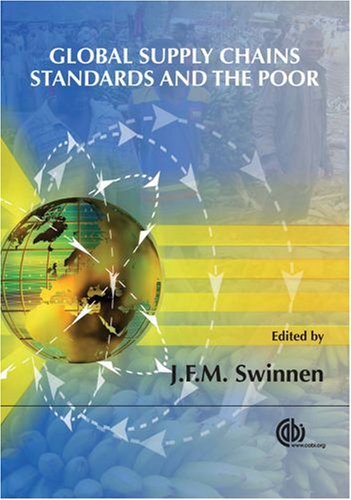 GLOBAL SUPPLY CHAINS
STANDARDS AND THE POOR
Edited by
J.F.M. Swinnen
cabi
www.cabi.org